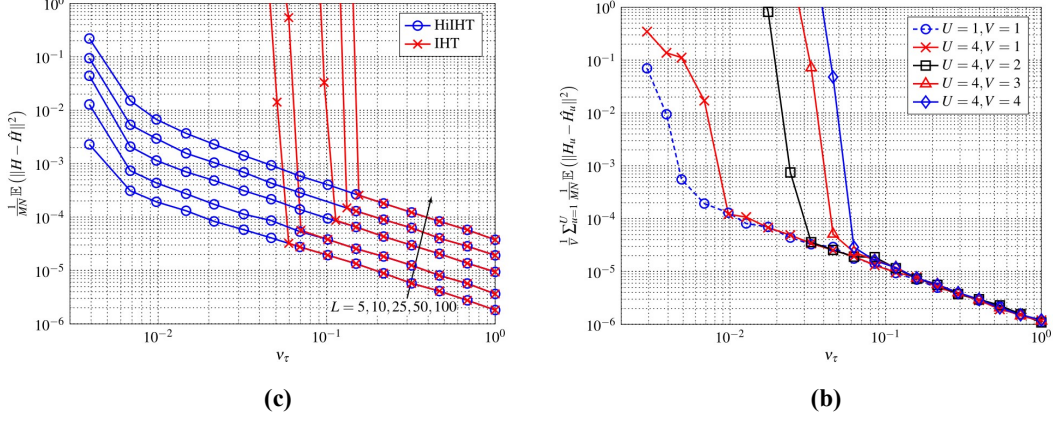 10^0
10^{-1}
10^{-2}
10^{-3}
10^{-4}
10^{-5}
10^{-6}
\frac{1}{MN} 𝔼 (||H − Ĥ||^2)
HiIHT
IHT
L = 5, 10, 25, 50, 100
10^{-2}
10^{-1}
10^0
ν_τ
(c)
10^0
10^{-1}
10^{-2}
10^{-3}
10^{-4}
10^{-5}
10^{-6}
\frac{1}{V} ∑_{u=1}^{U} \frac{1}{MN} 𝔼 (||H_u − Ĥ_u||^2)
U = 1, V = 1
U = 4, V = 1
U = 4, V = 2
U = 4, V = 3
U = 4, V = 4
10^{-2}
10^{-1}
10^0
ν_τ
(b)